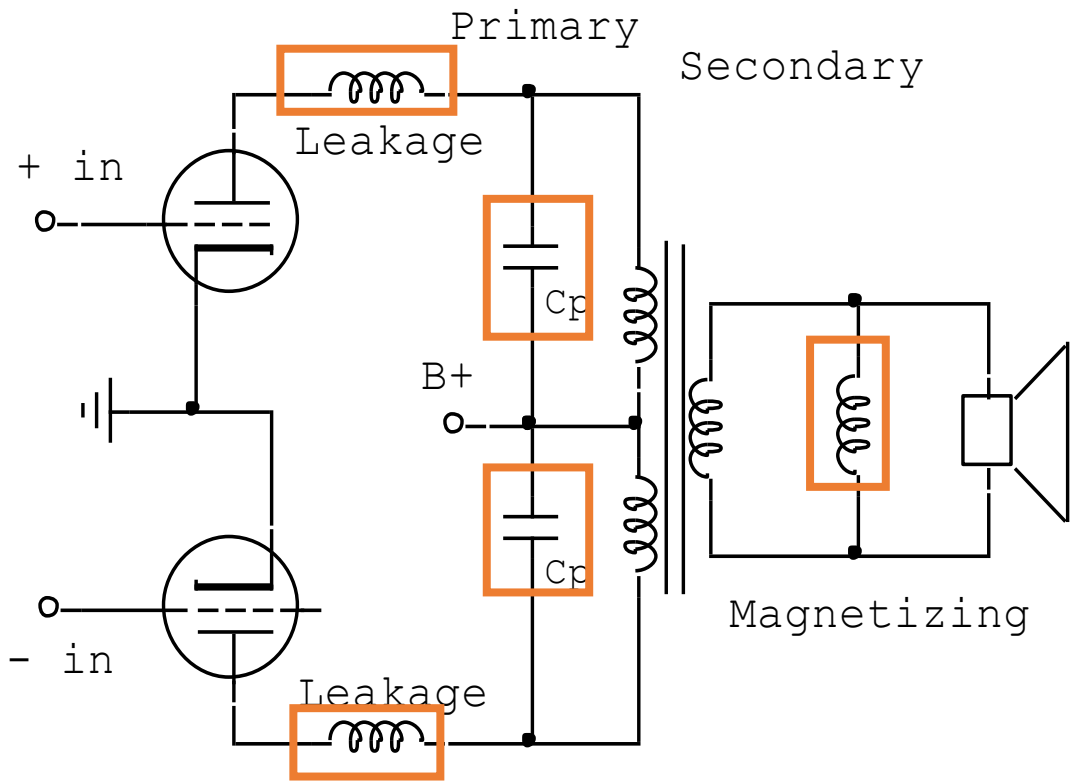 Primary
Secondary
Leakage
+ in
Cp
B+
Cp
Magnetizing
- in
Leakage